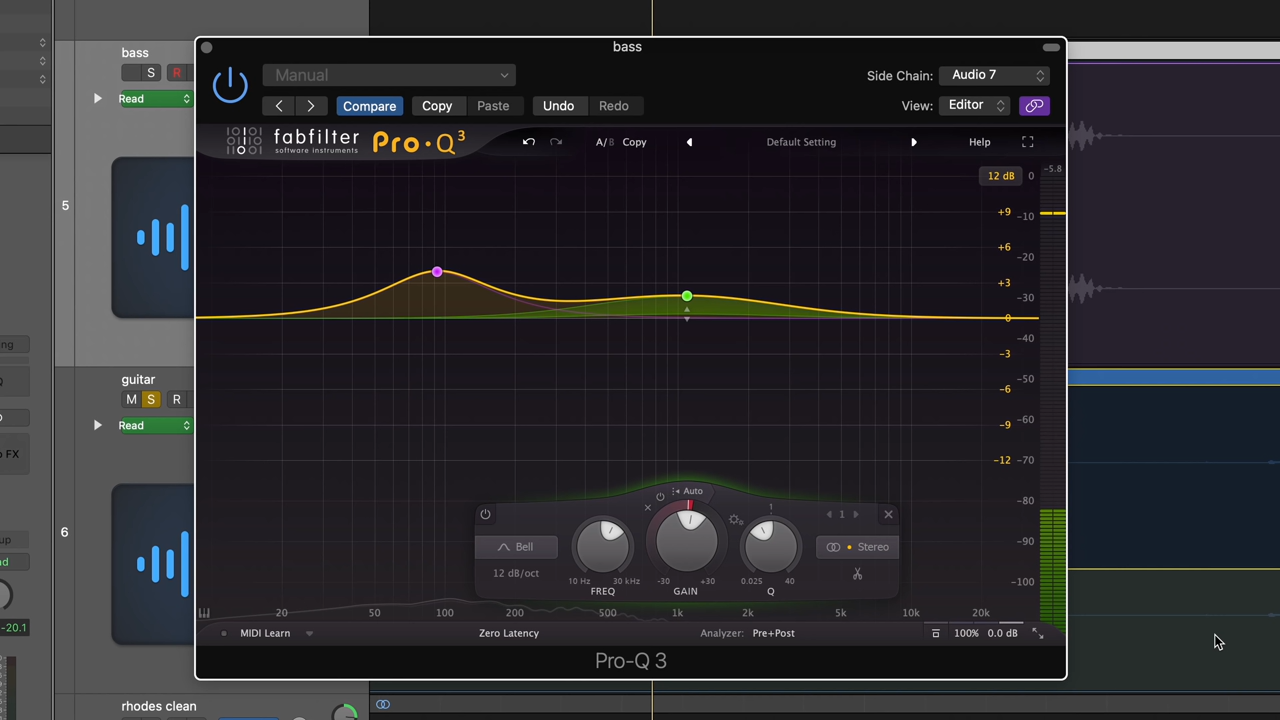 bass
bass
S R
Manual
Side Chain: Audio 7
Read
Compare Copy Paste Undo Redo
View: Editor
fabfilter
software instruments
Pro·Q 3
A/B Copy
Default Setting
Help
12 dB 0 -5.8
+9 -10
+6 -20
+3 -30
0
-40
-3
-50
-6
-60
-9
-12 -70
-80
-90
-100
5
guitar
M S R
Read
6
Auto
1
1
Bell
12 dB/oct
10 Hz 30 kHz
FREQ
-30 +30
GAIN
0.025 40
Q
Stereo
20 50 100 200 500 1k 2k 5k 10k 20k
MIDI Learn
Zero Latency
Analyzer: Pre+Post
100% 0.0 dB
-20.1
Pro-Q 3
rhodes clean